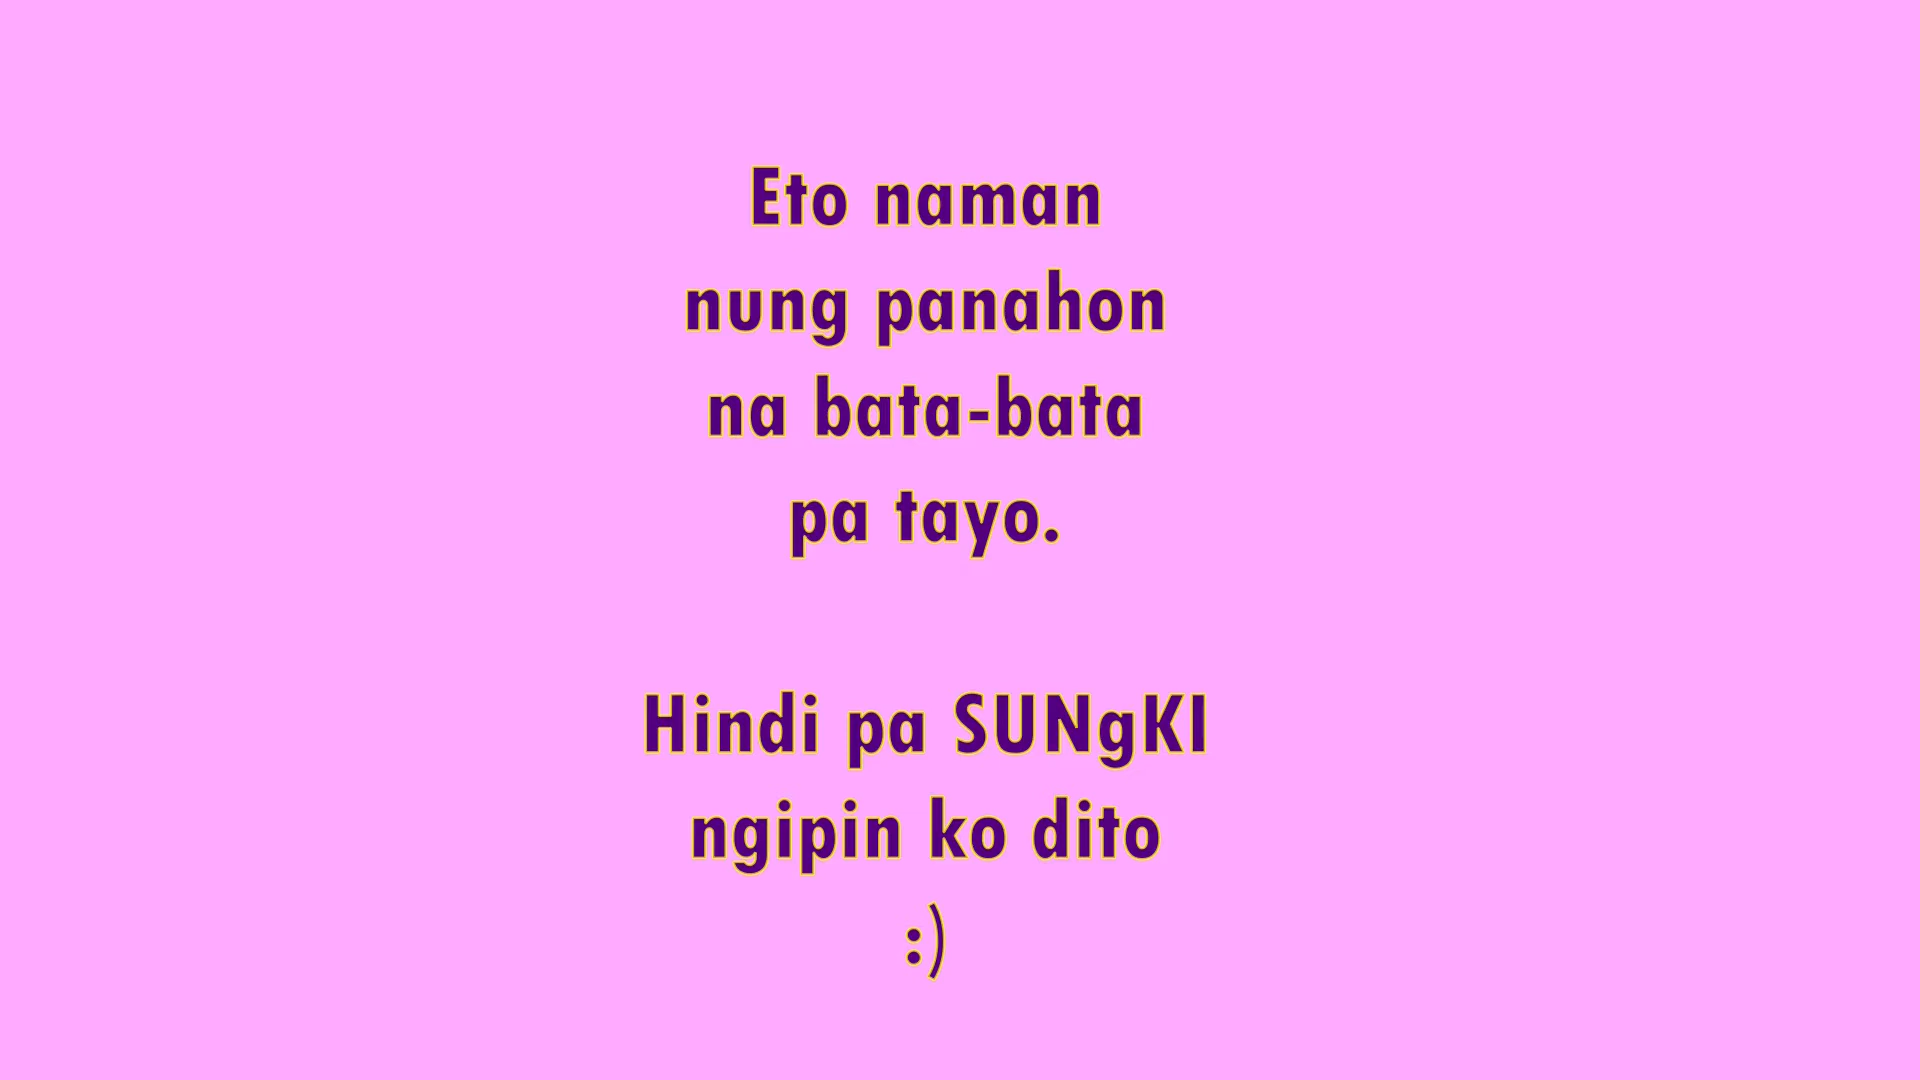 Eto naman
nung panahon
na bata-bata
pa tayo.
Hindi pa SUNgKI
ngipin ko dito
:)